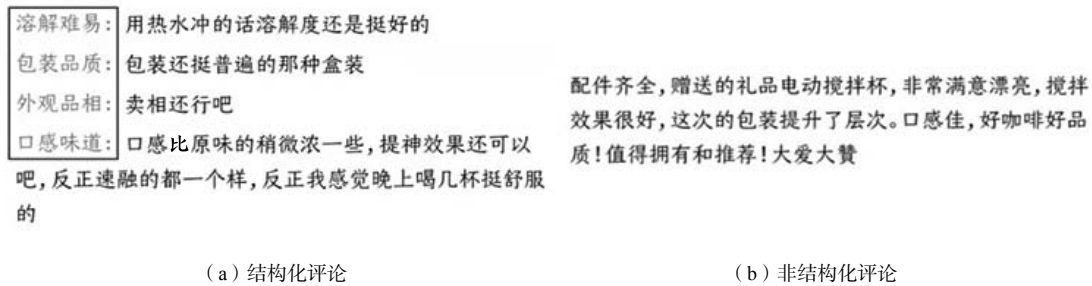 溶解难易：用热水冲的话溶解度还是挺好的
包装品质：包装还挺普遍的那种盒装
外观品相：卖相还行吧
口感味道：口感比原味的稍微浓一些，提神效果还可以
吧，反正速融的都一个样，反正我感觉晚上喝几杯挺舒服
的
（a）结构化评论
配件齐全，赠送的礼品电动搅拌杯，非常满意漂亮，搅拌
效果很好，这次的包装提升了层次。口感佳，好咖啡好品
质！值得拥有和推荐！大爱大赞
（b）非结构化评论